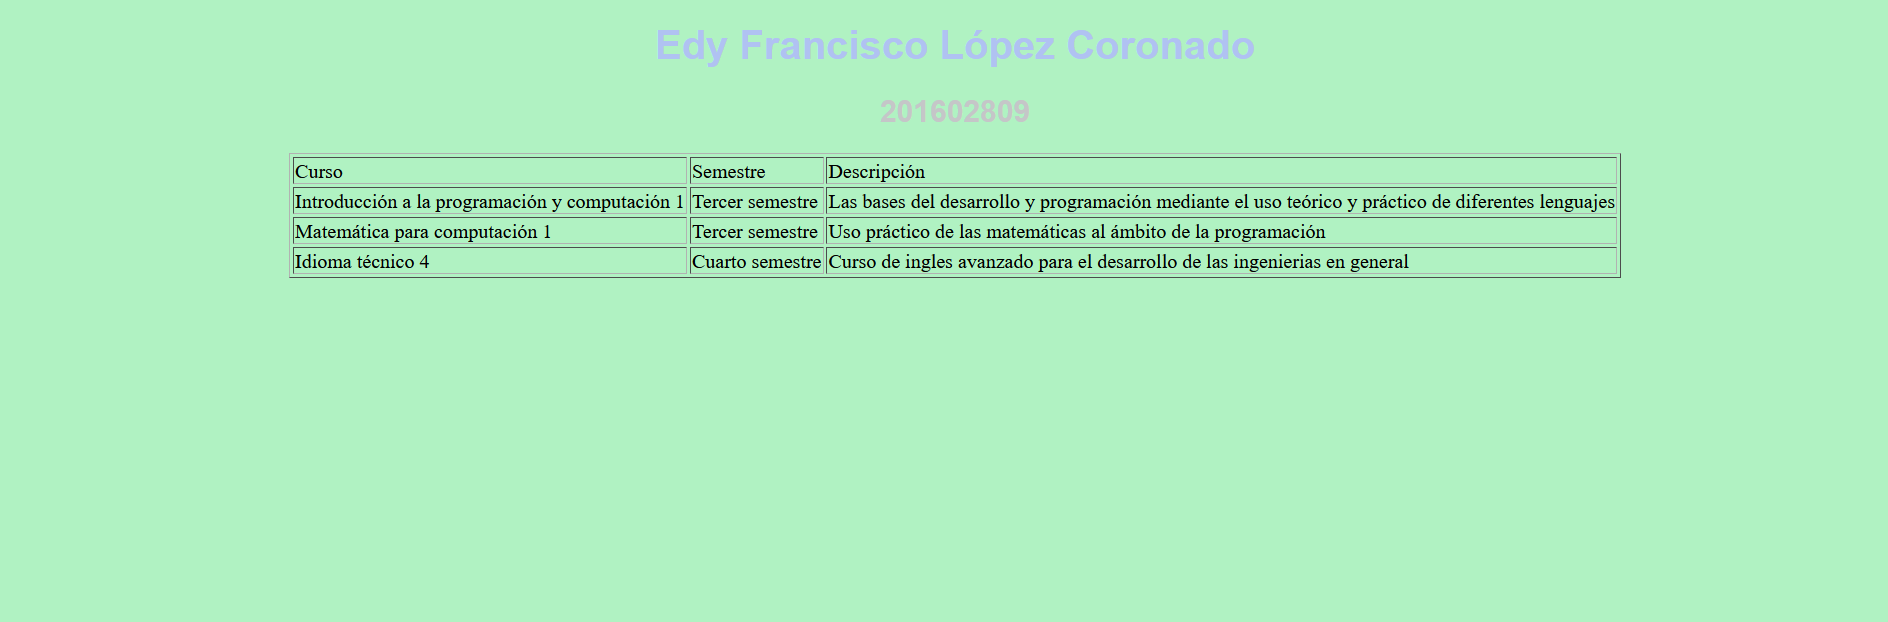 Edy Francisco López Coronado
201602809
Curso Semestre Descripción
Introducción a la programación y computación 1 Tercer semestre Las bases del desarrollo y programación mediante el uso teórico y práctico de diferentes lenguajes
Matemática para computación 1 Tercer semestre Uso práctico de las matemáticas al ámbito de la programación
Idioma técnico 4 Cuarto semestre Curso de ingles avanzado para el desarrollo de las ingenierias en general